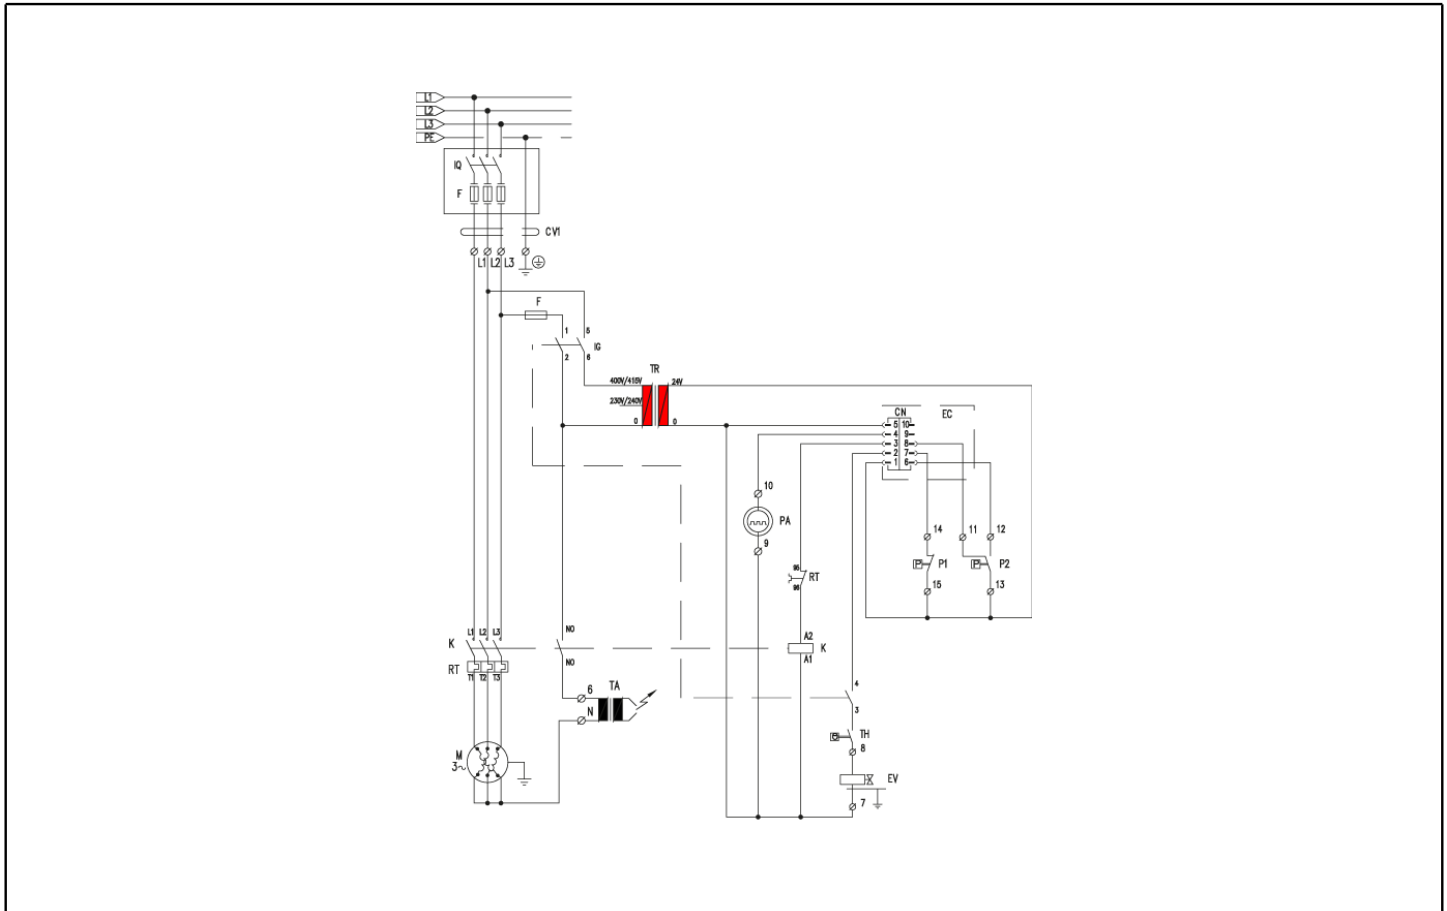 L1
L2
L3
PE
IQ
F
CV1
L1 L2 L3
F
1 5
IG
2 6
TR
400V/415V 24V
230V/240V
0 0
CN EC
5 10
4 9
3 8
2 7
1 6
10
PA
9
14 11 12
P P1 P P2
15 13
95
RT
96
NO
L1 L2 L3
K
A2
K
A1
NO
RT
T1 T2 T3
6 TA
N
4
3
TH
8
M
3~
EV
7